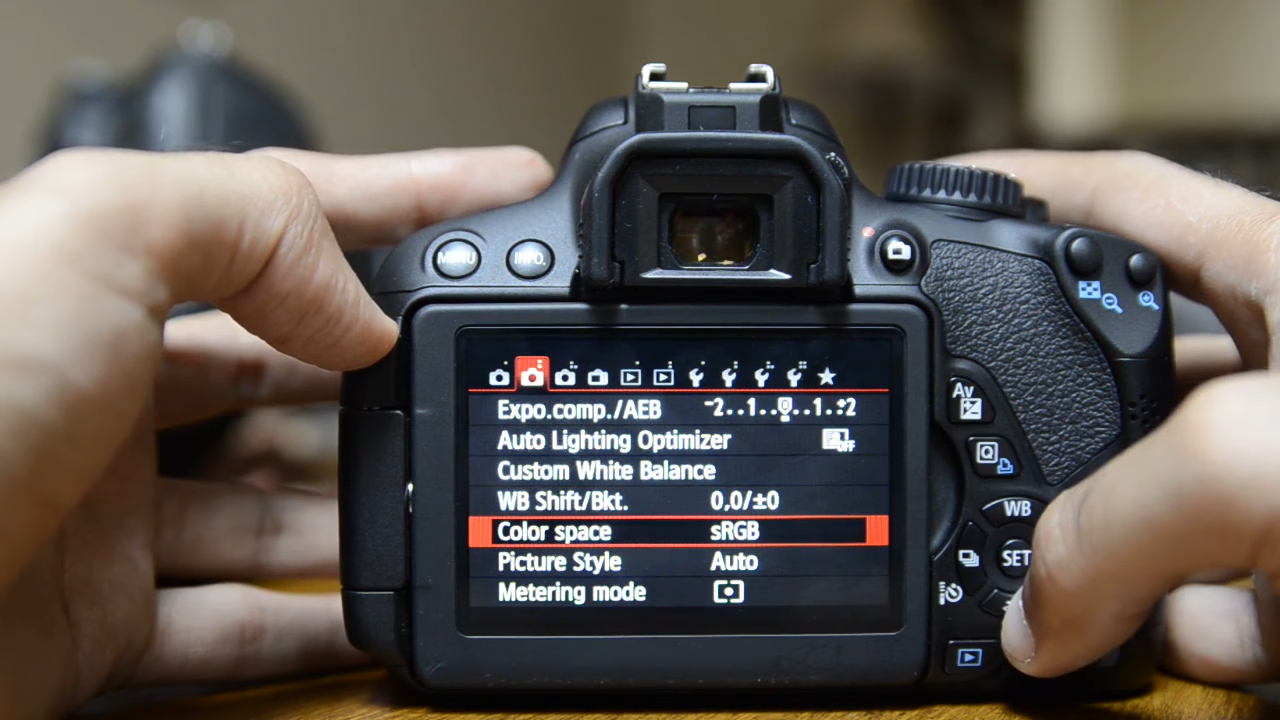 MENU
INFO.
Expo.comp./AEB -2..1..0..1.:+2
Auto Lighting Optimizer OFF
Custom White Balance
WB Shift/Bkt. 0,0/±0
Color space sRGB
Picture Style Auto
Metering mode
Av
Q
WB
SET